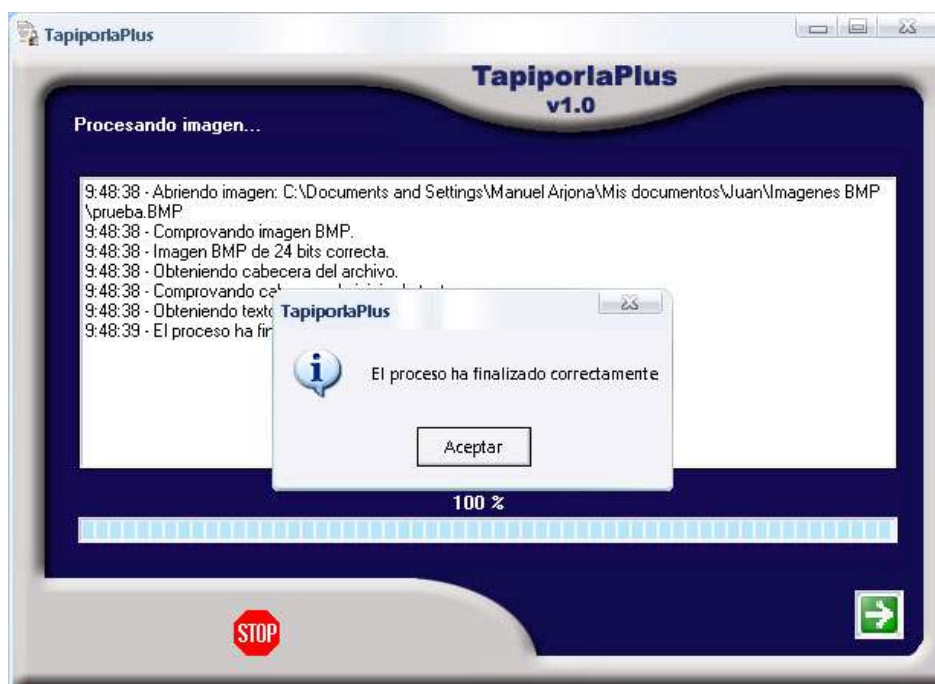 TapiporlaPlus
TapiporlaPlus
v1.0
Procesando imagen...
9:48:38 - Abriendo imagen: C:\Documents and Settings\Manuel Arjona\Mis documentos\Juan\Imagenes BMP
\prueba.BMP
9:48:38 - Comprovando imagen BMP.
9:48:38 - Imagen BMP de 24 bits correcta.
9:48:38 - Obteniendo cabecera del archivo.
9:48:38 - Comprovando
9:48:38 - Obteniendo texto
9:48:39 - El proceso ha
TapiporlaPlus
El proceso ha finalizado correctamente
Aceptar
100 %
STOP